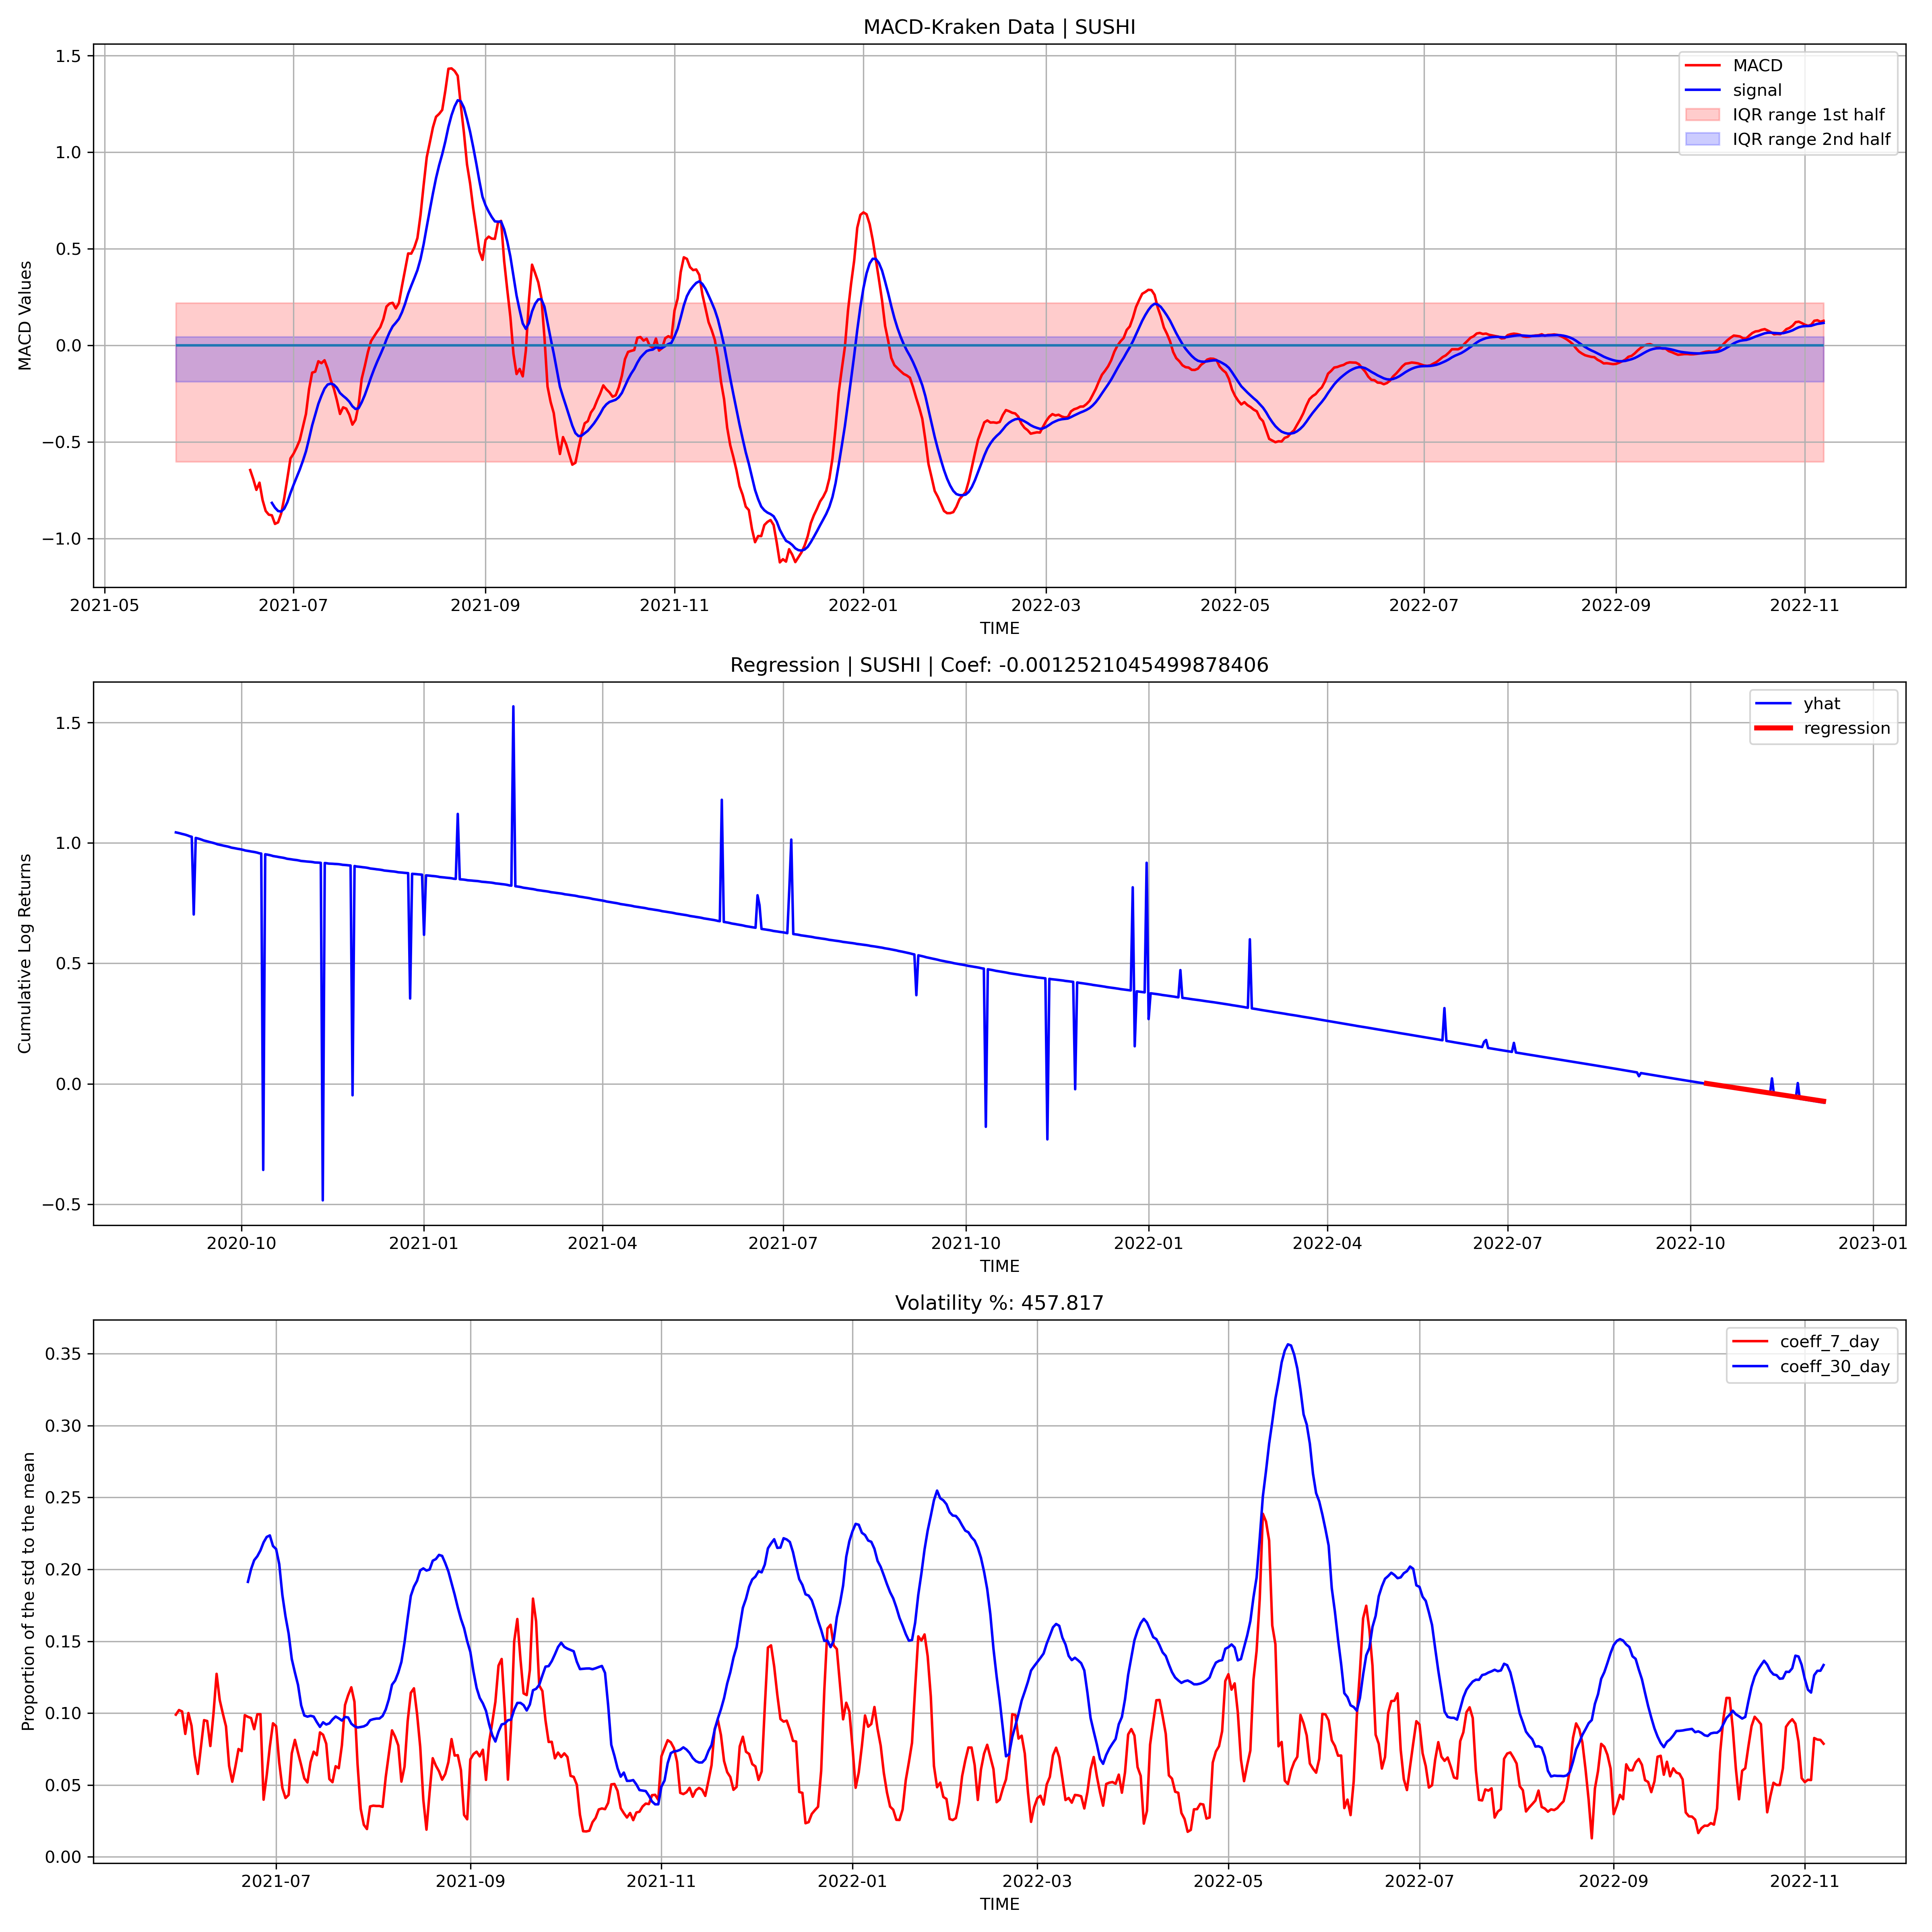 MACD-Kraken Data | SUSHI
MACD Values
1.5
1.0
0.5
0.0
−0.5
−1.0
MACD
signal
IQR range 1st half
IQR range 2nd half
2021-05 2021-07 2021-09 2021-11 2022-01 2022-03 2022-05 2022-07 2022-09 2022-11
TIME
Regression | SUSHI | Coef: -0.0012521045499878406
Cumulative Log Returns
1.5
1.0
0.5
0.0
−0.5
yhat
regression
2020-10 2021-01 2021-04 2021-07 2021-10 2022-01 2022-04 2022-07 2022-10 2023-01
TIME
Volatility %: 457.817
Proportion of the std to the mean
0.35
0.30
0.25
0.20
0.15
0.10
0.05
0.00
coeff_7_day
coeff_30_day
2021-07 2021-09 2021-11 2022-01 2022-03 2022-05 2022-07 2022-09 2022-11
TIME